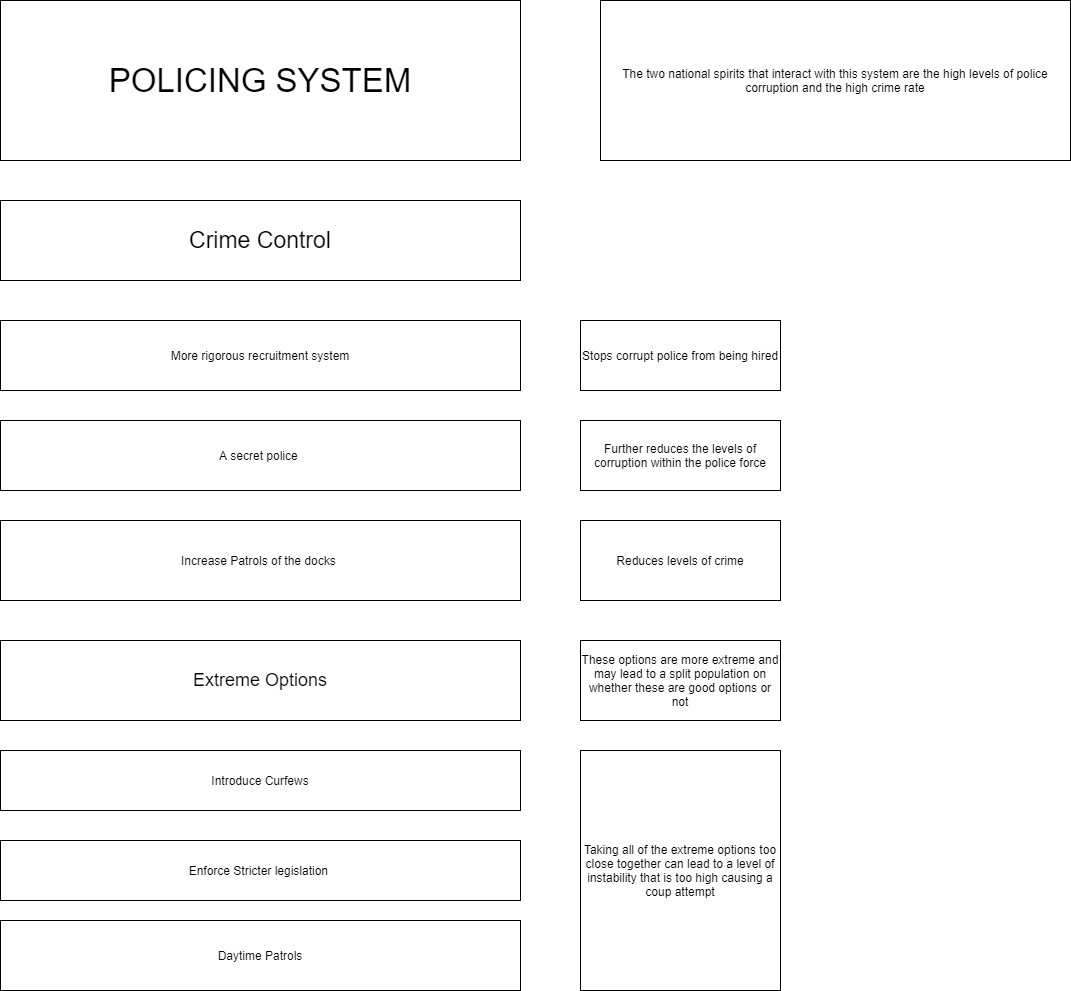 POLICING SYSTEM
The two national spirits that interact with this system are the high levels of police
corruption and the high crime rate
Crime Control
More rigorous recruitment system
Stops corrupt police from being hired
A secret police
Further reduces the levels of
corruption within the police force
Increase Patrols of the docks
Reduces levels of crime
Extreme Options
These options are more extreme and
may lead to a split population on
whether these are good options or
not
Introduce Curfews
Enforce Stricter legislation
Daytime Patrols
Taking all of the extreme options too
close together can lead to a level of
instability that is too high causing a
coup attempt